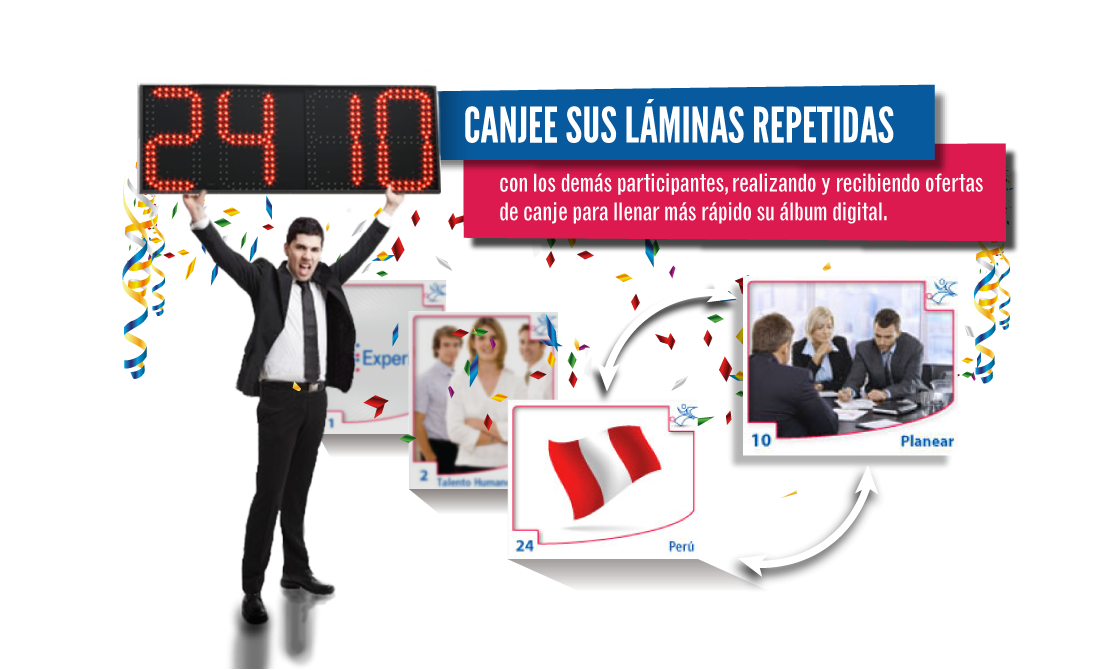 24 10
CANJEE SUS LÁMINAS REPETIDAS
con los demás participantes, realizando y recibiendo ofertas
de canje para llenar más rápido su álbum digital.
Exper
1
2 Talento Human
24 Perú
10 Planear